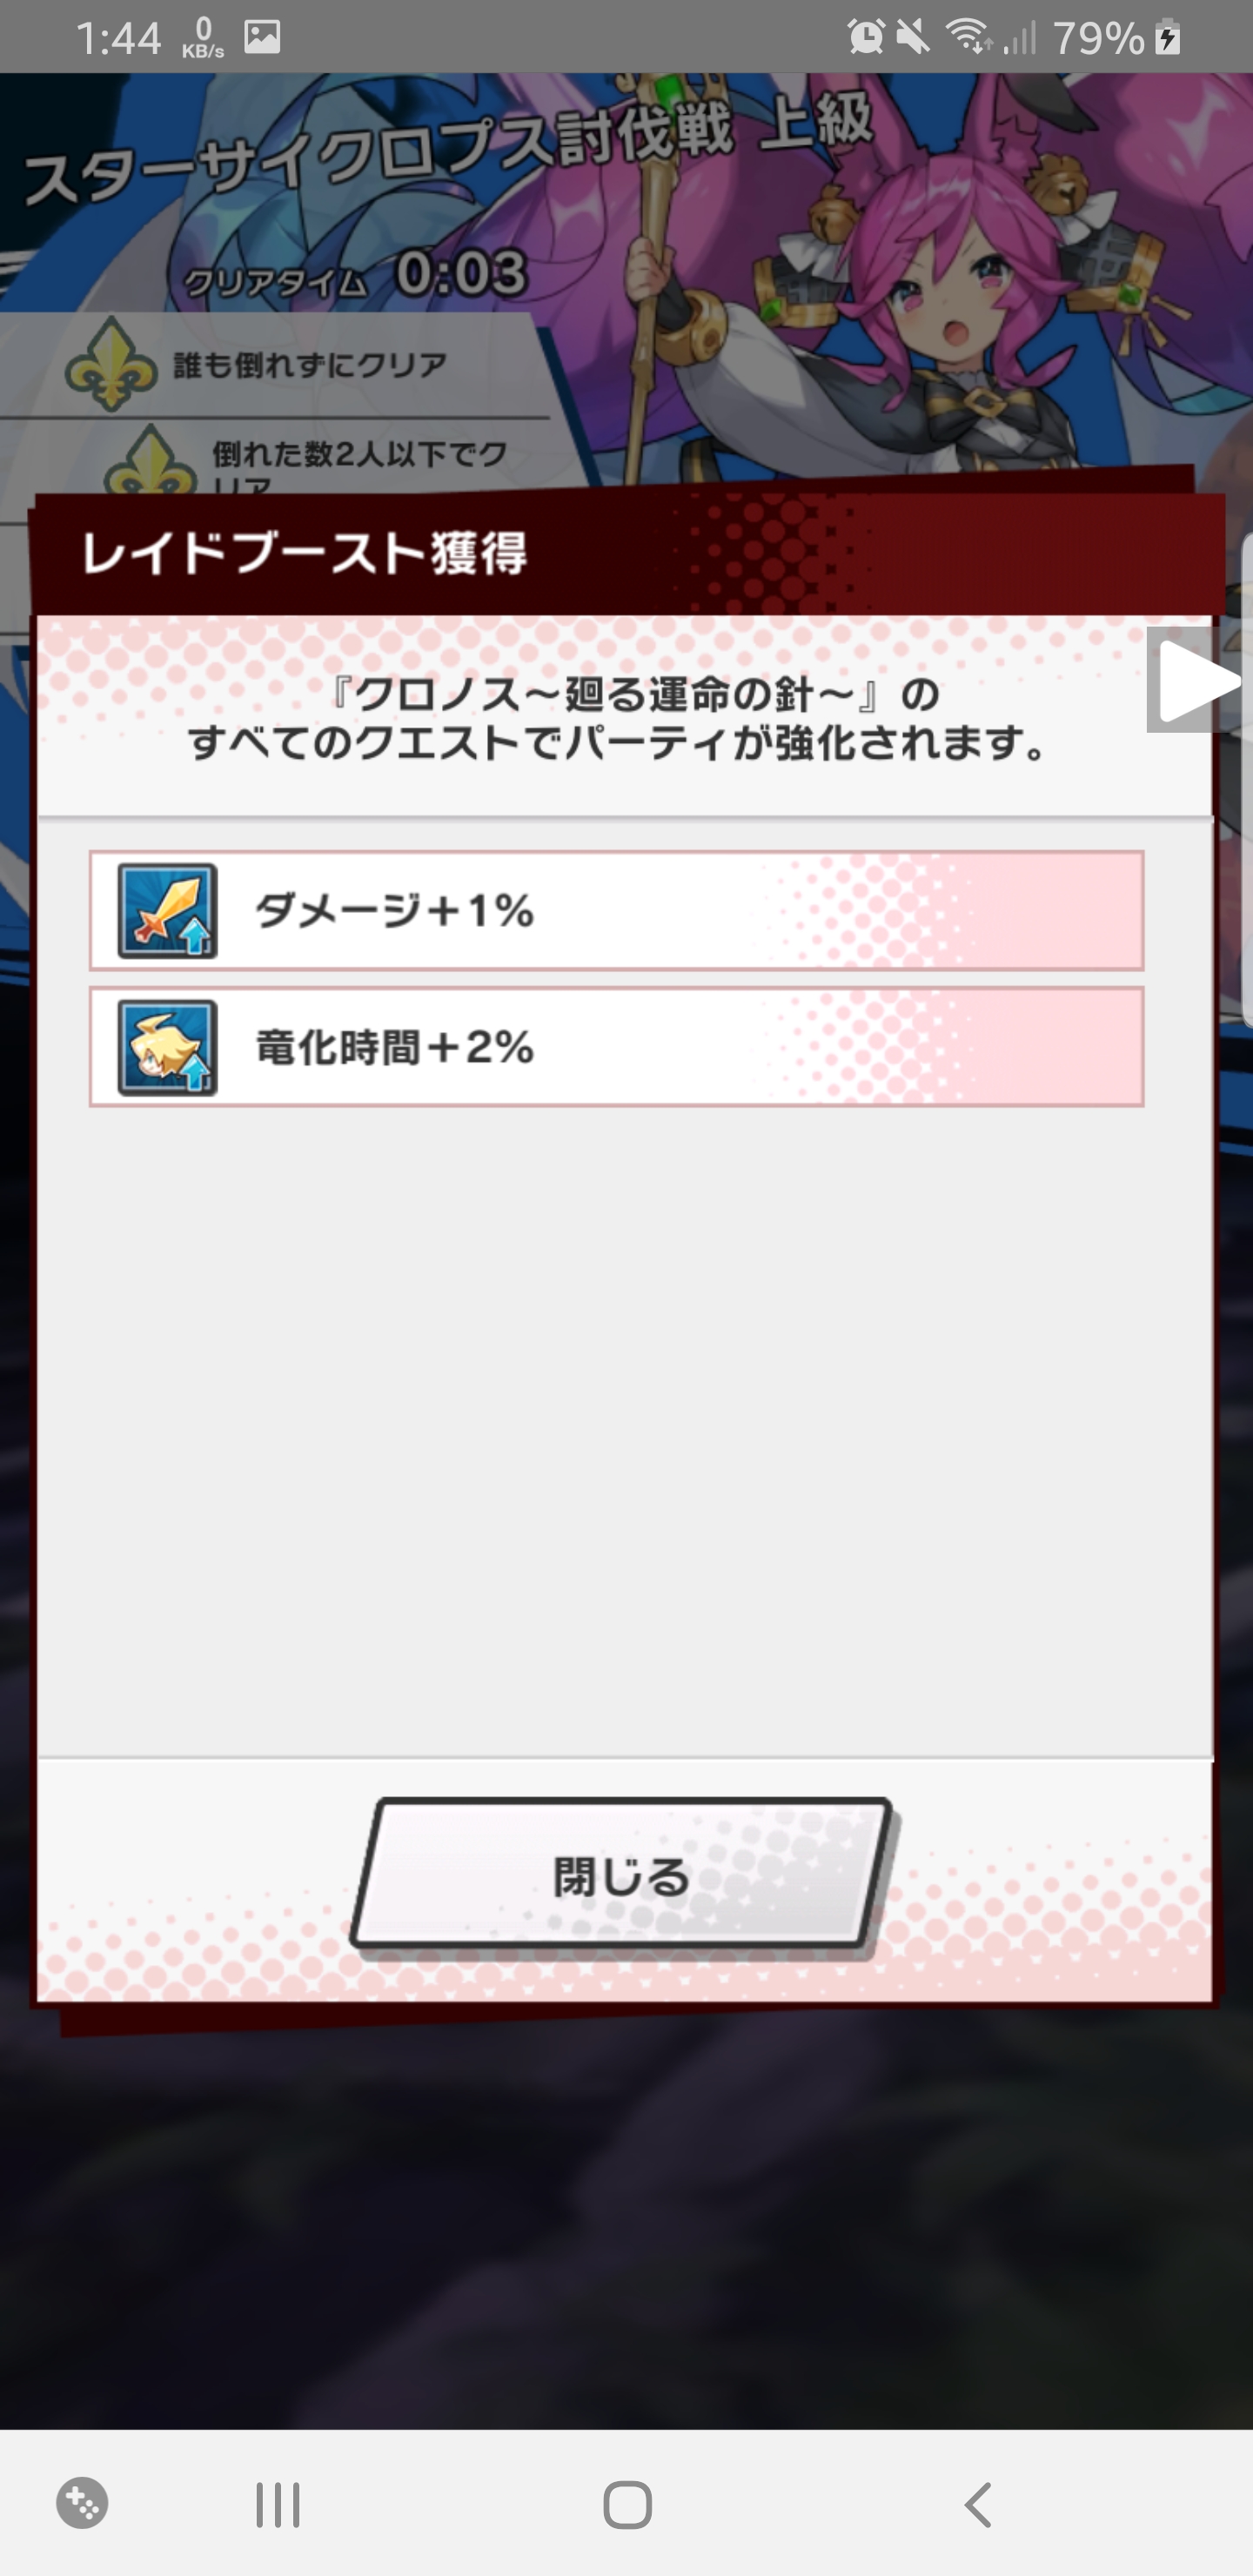 1:44
0
KB/s
79%
スターサイクロプス討伐戦 上級
クリアタイム 0:03
誰も倒れずにクリア
倒れた数2人以下でク
リア
レイドブースト獲得
『クロノス～廻る運命の針～』の
すべてのクエストでパーティが強化されます。
ダメージ+1%
竜化時間+2%
閉じる